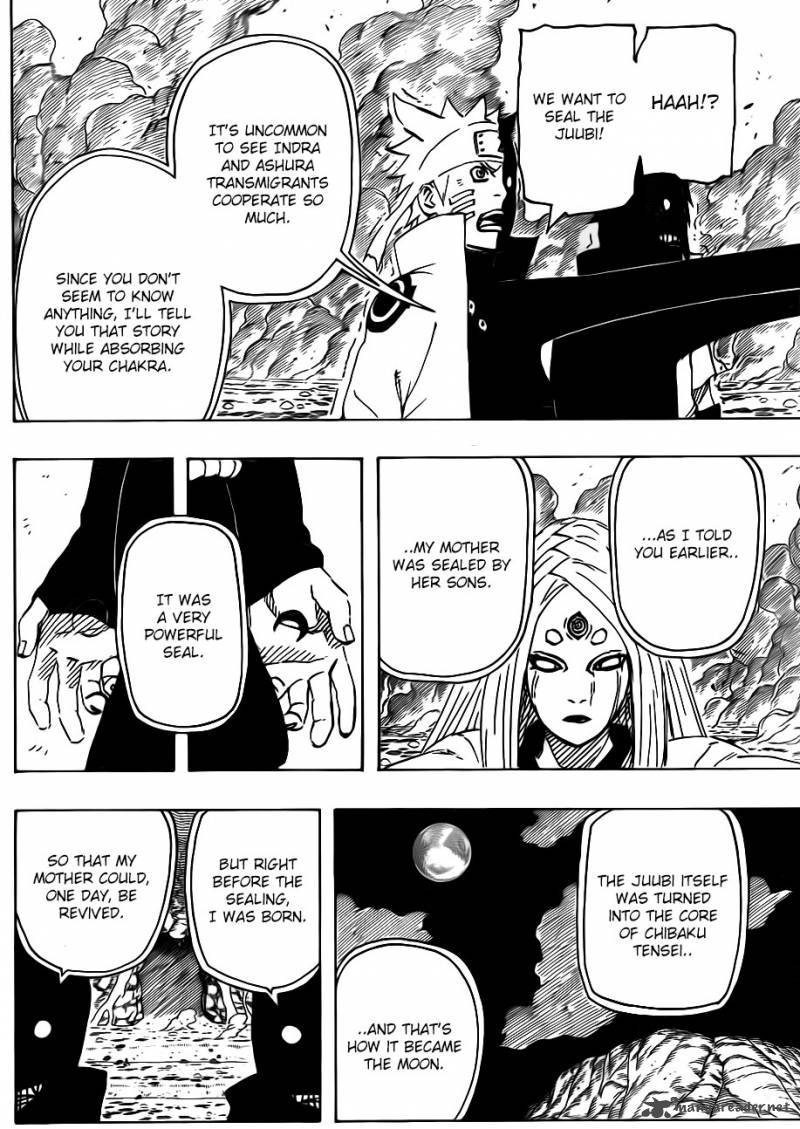 HAAH!?
WE WANT TO
SEAL THE
JUUBI!
IT'S UNCOMMON
TO SEE INDRA
AND ASHURA
TRANSMIGRANTS
COOPERATE SO
MUCH.
SINCE YOU DON'T
SEEM TO KNOW
ANYTHING, I'LL TELL
YOU THAT STORY
WHILE ABSORBING
YOUR CHAKRA.
...AS I TOLD
YOU EARLIER..
..MY MOTHER
WAS SEALED BY
HER SONS.
IT WAS
A VERY
POWERFUL
SEAL.
THE JUUBI ITSELF
WAS TURNED
INTO THE CORE
OF CHIBAKU
TENSEI..
..AND THAT'S
HOW IT BECAME
THE MOON.
BUT RIGHT
BEFORE THE
SEALING,
I WAS BORN.
SO THAT MY
MOTHER COULD,
ONE DAY, BE
REVIVED.
mangareader.net